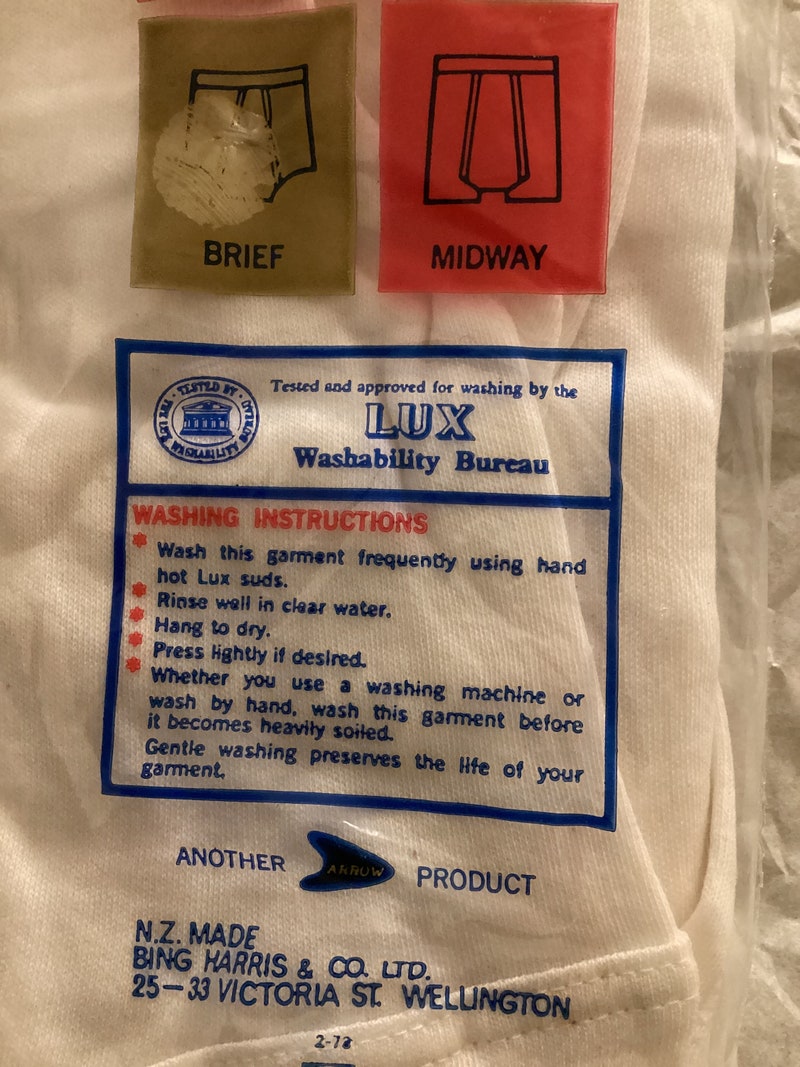 BRIEF
MIDWAY
TESTED BY
WASHABILITY
Tested and approved for washing by the
LUX
Washability Bureau
WASHING INSTRUCTIONS
* Wash this garment frequently using hand
hot Lux suds.
* Rinse well in clear water.
* Hang to dry.
* Press lightly if desired.
* Whether you use a washing machine or
wash by hand, wash this garment before
it becomes heavily soiled.
Gentle washing preserves the life of your
garment.
ANOTHER ARROW PRODUCT
N.Z. MADE
BING HARRIS & CO. LTD.
25-33 VICTORIA ST. WELLINGTON